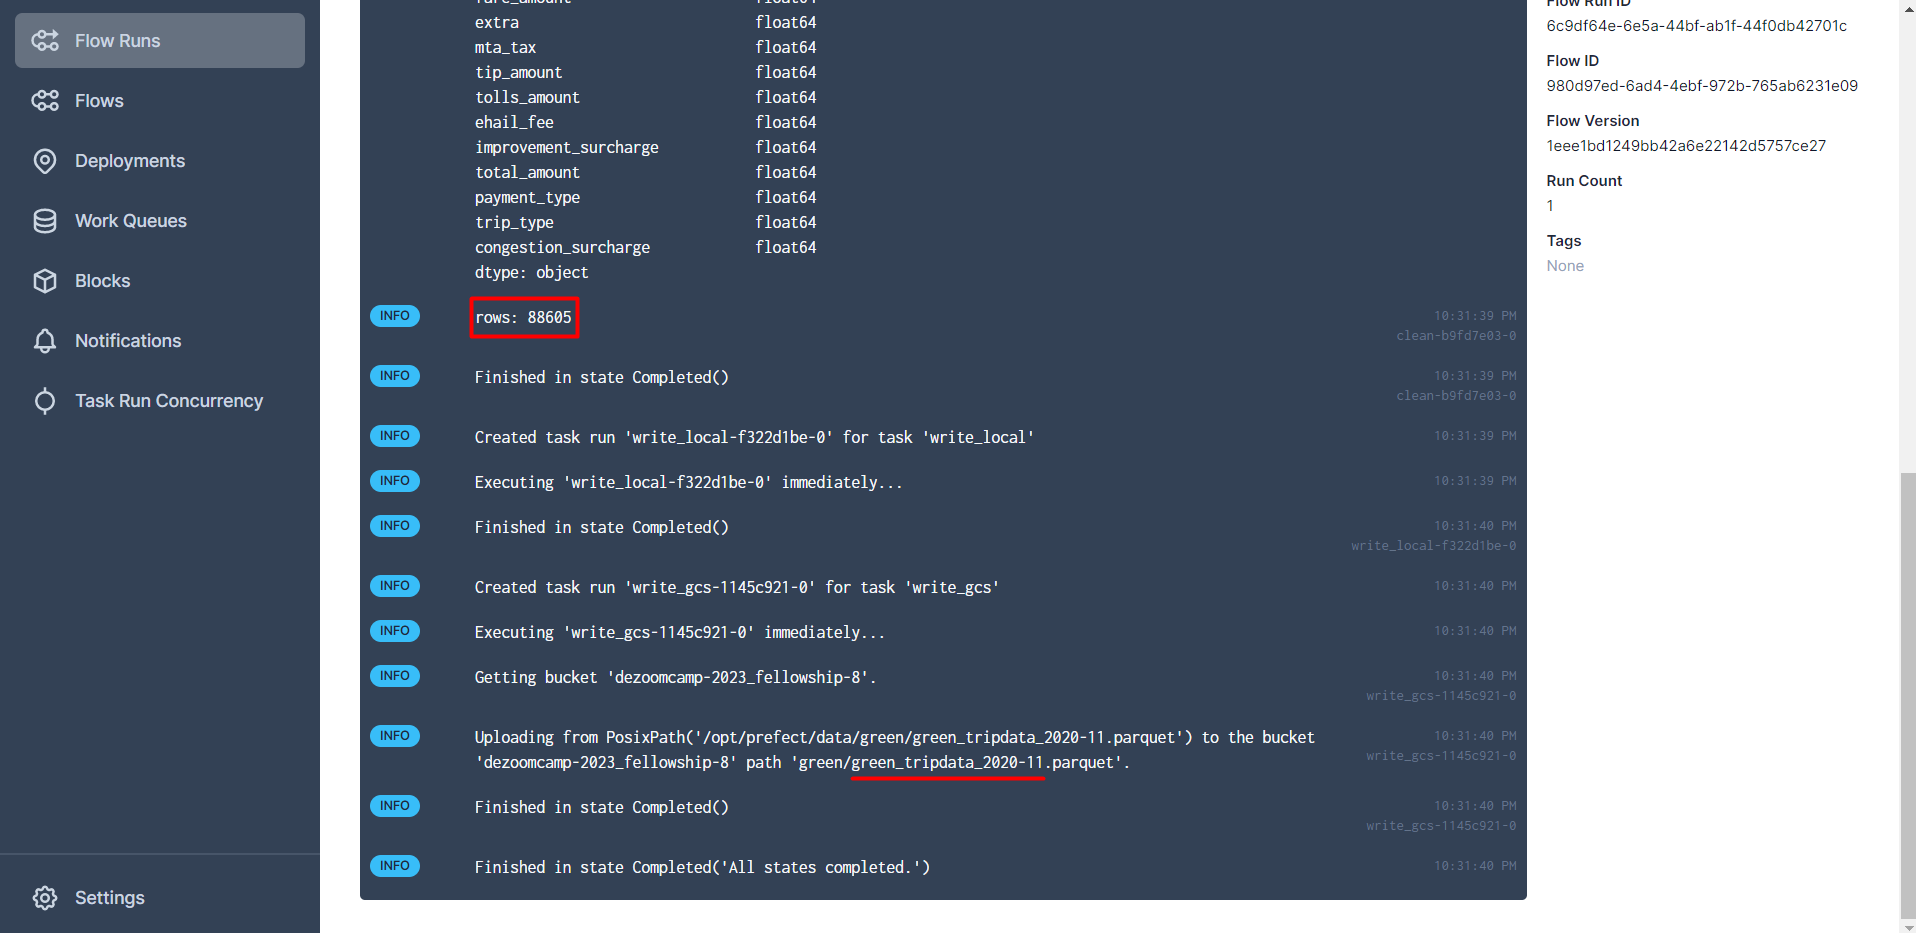 Flow Runs
Flows
Deployments
Work Queues
Blocks
Notifications
Task Run Concurrency
Settings
fare_amount float64
extra float64
mta_tax float64
tip_amount float64
tolls_amount float64
ehail_fee float64
improvement_surcharge float64
total_amount float64
payment_type float64
trip_type float64
congestion_surcharge float64
dtype: object
INFO rows: 88605 10:31:39 PM
clean-b9fd7e03-0
INFO Finished in state Completed() 10:31:39 PM
clean-b9fd7e03-0
INFO Created task run 'write_local-f322d1be-0' for task 'write_local' 10:31:39 PM
INFO Executing 'write_local-f322d1be-0' immediately... 10:31:39 PM
INFO Finished in state Completed() 10:31:40 PM
write_local-f322d1be-0
INFO Created task run 'write_gcs-1145c921-0' for task 'write_gcs' 10:31:40 PM
INFO Executing 'write_gcs-1145c921-0' immediately... 10:31:40 PM
INFO Getting bucket 'dezoomcamp-2023_fellowship-8'. 10:31:40 PM
write_gcs-1145c921-0
INFO Uploading from PosixPath('/opt/prefect/data/green/green_tripdata_2020-11.parquet') to the bucket 10:31:40 PM
'dezoomcamp-2023_fellowship-8' path 'green/green_tripdata_2020-11.parquet'. write_gcs-1145c921-0
INFO Finished in state Completed() 10:31:40 PM
write_gcs-1145c921-0
INFO Finished in state Completed('All states completed.') 10:31:40 PM
Flow Run ID
6c9df64e-6e5a-44bf-ab1f-44f0db42701c
Flow ID
980d97ed-6ad4-4ebf-972b-765ab6231e09
Flow Version
1eee1bd1249bb42a6e22142d5757ce27
Run Count
1
Tags
None